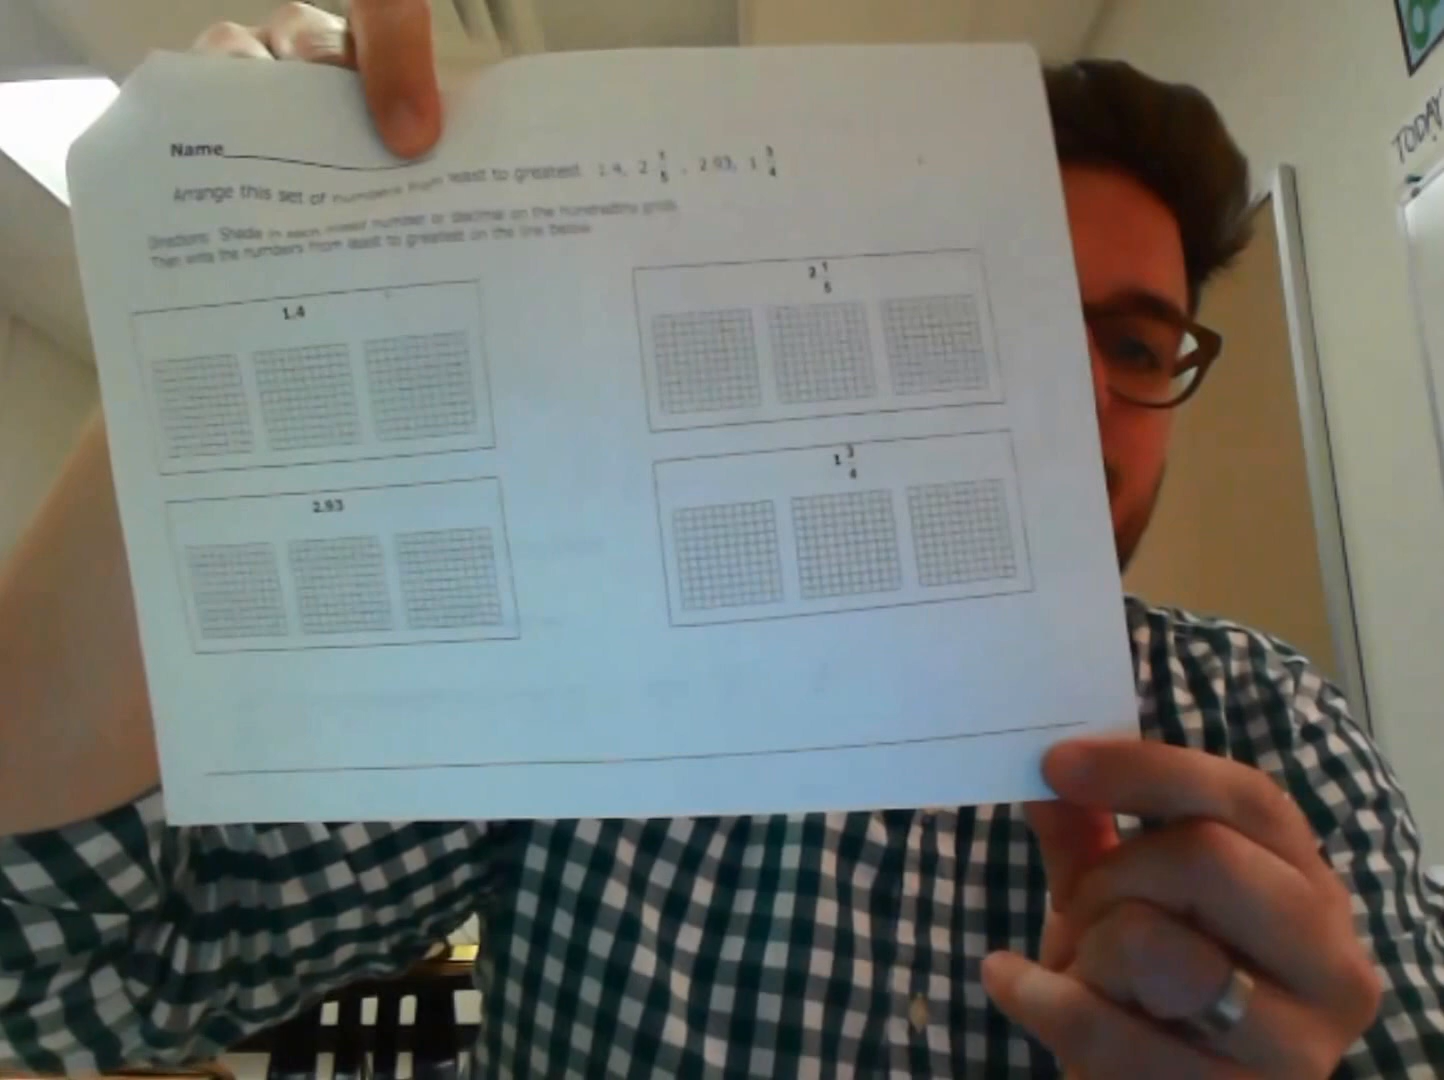 Name
Arrange this set of numbers from least to greatest. 1.4, 2 1/5, 2.93, 1 3/4
Directions: Shade in each mixed number or decimal on the hundredths grids.
Then write the numbers from least to greatest on the line below.
1.4
2 1/5
2.93
1 3/4
TODAY